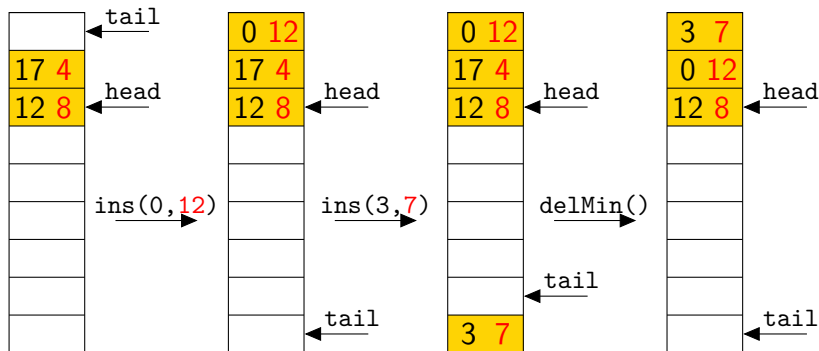 tail
0 12
0 12
3 7
17 4
17 4
17 4
0 12
12 8
head
12 8
head
12 8
head
12 8
head
ins(0,12)
ins(3,7)
delMin()
tail
tail
3 7
tail